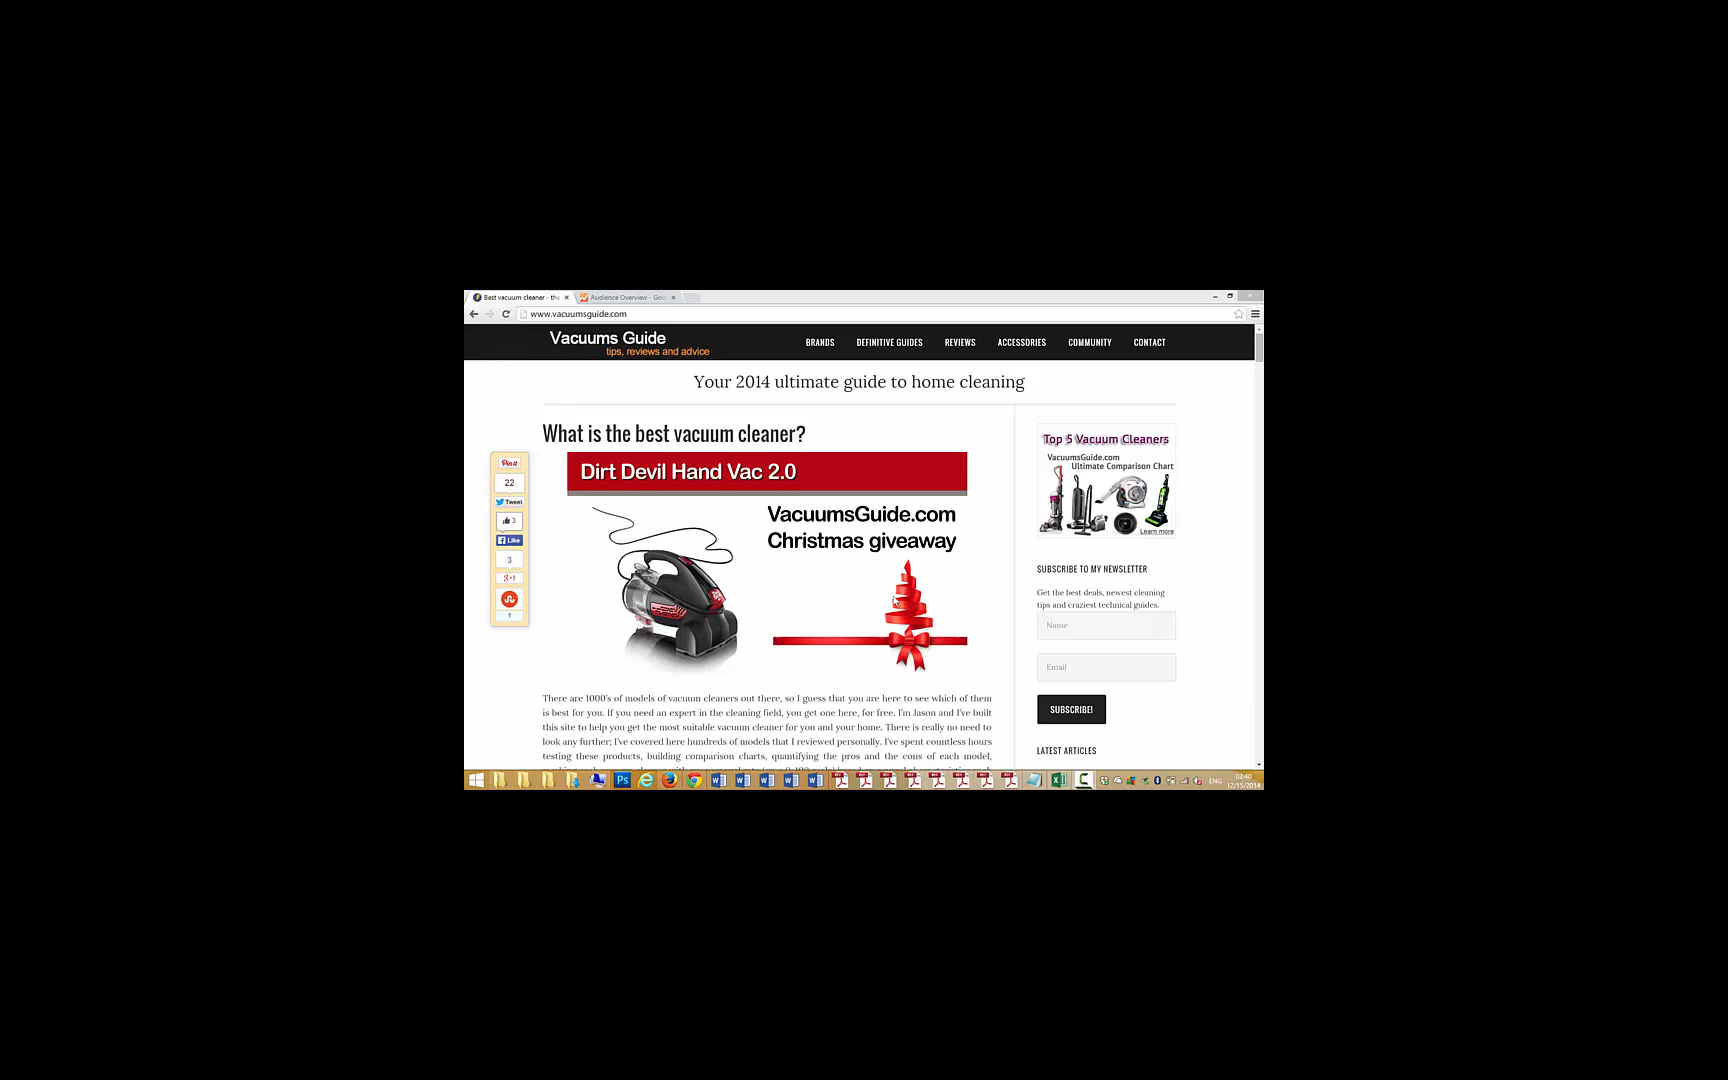 Best vacuum cleaner - the
Audience Overview - Goo
www.vacuumsguide.com
Vacuums Guide
tips, reviews and advice
BRANDS
DEFINITIVE GUIDES
REVIEWS
ACCESSORIES
COMMUNITY
CONTACT
Your 2014 ultimate guide to home cleaning
What is the best vacuum cleaner?
Dirt Devil Hand Vac 2.0
VacuumsGuide.com
Christmas giveaway
Pin it
22
Tweet
3
Like
3
g+1
1
There are 1000's of models of vacuum cleaners out there, so I guess that you are here to see which of them
is best for you. If you need an expert in the cleaning field, you get one here, for free. I'm Jason and I've built
this site to help you get the most suitable vacuum cleaner for you and your home. There is really no need to
look any further; I've covered here hundreds of models that I reviewed personally. I've spent countless hours
testing these products, building comparison charts, quantifying the pros and the cons of each model,
Top 5 Vacuum Cleaners
VacuumsGuide.com
Ultimate Comparison Chart
Learn more
SUBSCRIBE TO MY NEWSLETTER
Get the best deals, newest cleaning
tips and craziest technical guides.
Name
Email
SUBSCRIBE!
LATEST ARTICLES
ENG
02:40
12/15/2014